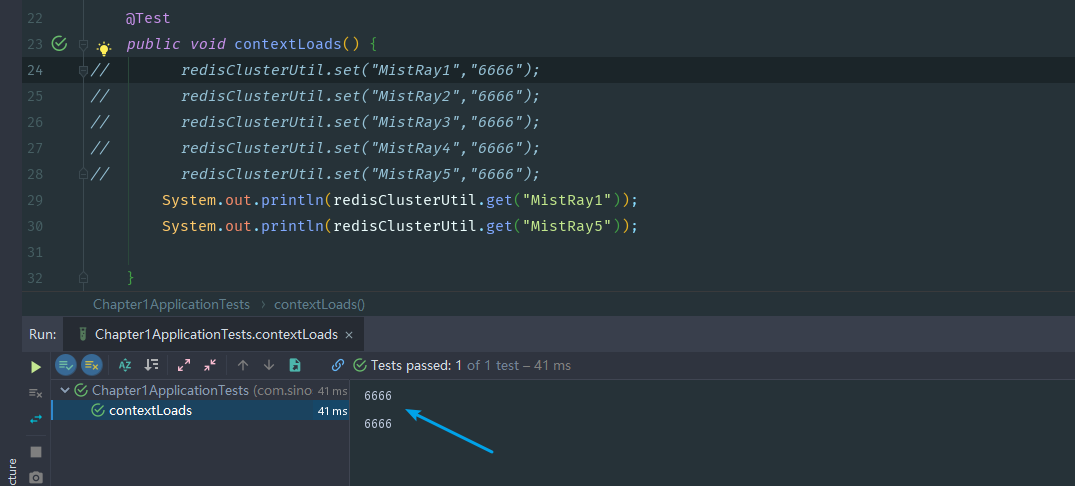 22 @Test
23 public void contextLoads() {
24 // redisClusterUtil.set("MistRay1","6666");
25 // redisClusterUtil.set("MistRay2","6666");
26 // redisClusterUtil.set("MistRay3","6666");
27 // redisClusterUtil.set("MistRay4","6666");
28 // redisClusterUtil.set("MistRay5","6666");
29 System.out.println(redisClusterUtil.get("MistRay1"));
30 System.out.println(redisClusterUtil.get("MistRay5"));
31
32 }
Chapter1ApplicationTests › contextLoads()
Run: Chapter1ApplicationTests.contextLoads ×
Tests passed: 1 of 1 test – 41 ms
Chapter1ApplicationTests (com.sino 41 ms
contextLoads 41 ms
6666
6666
cture